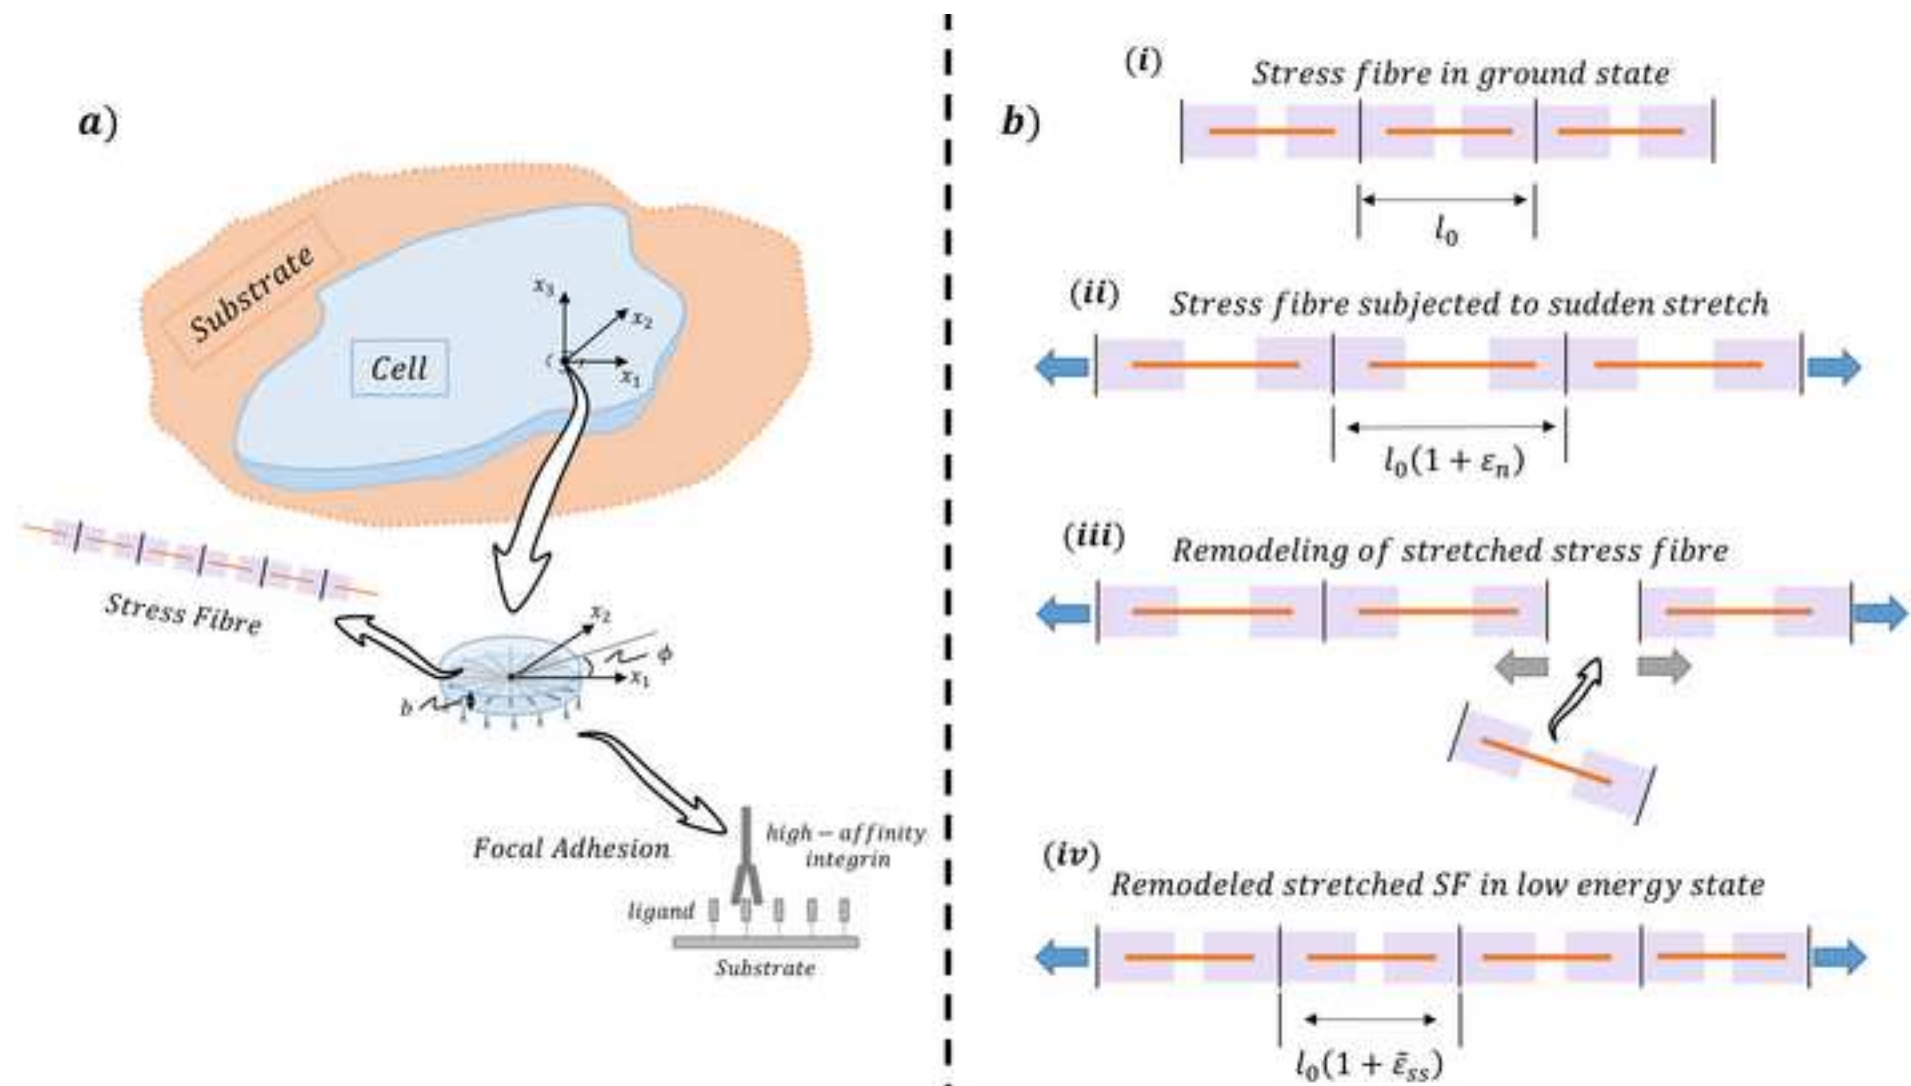 a)
Substrate
Cell
x₃
x₂
x₁
Stress Fibre
x₂
ϕ
x₁
b
Focal Adhesion
high − affinity
integrin
ligand
Substrate
b)
(i)
Stress fibre in ground state
l₀
(ii)
Stress fibre subjected to sudden stretch
l₀(1 + εₙ)
(iii)
Remodeling of stretched stress fibre
(iv)
Remodeled stretched SF in low energy state
l₀(1 + ε̃ₛₛ)